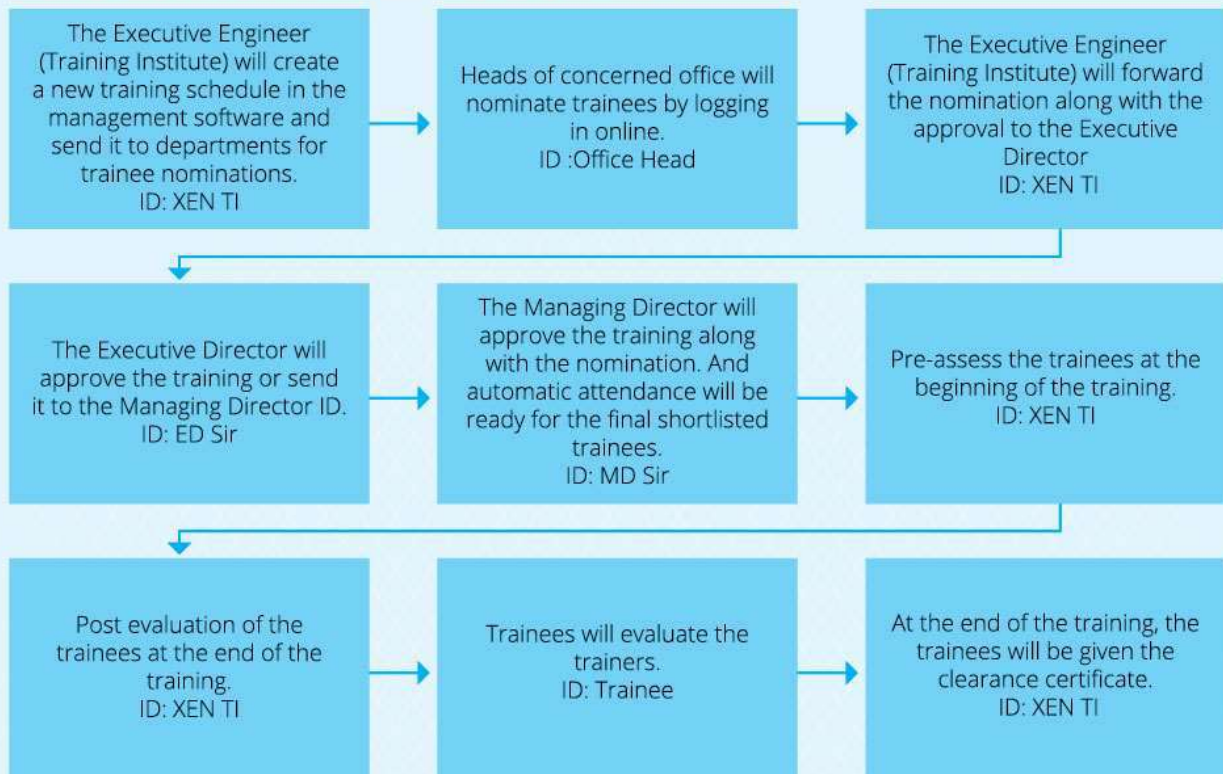 The Executive Engineer
(Training Institute) will create
a new training schedule in the
management software and
send it to departments for
trainee nominations.
ID: XEN TI
Heads of concerned office will
nominate trainees by logging
in online.
ID :Office Head
The Executive Engineer
(Training Institute) will forward
the nomination along with the
approval to the Executive
Director
ID: XEN TI
The Executive Director will
approve the training or send
it to the Managing Director ID.
ID: ED Sir
The Managing Director will
approve the training along
with the nomination. And
automatic attendance will be
ready for the final shortlisted
trainees.
ID: MD Sir
Pre-assess the trainees at the
beginning of the training.
ID: XEN TI
Post evaluation of the
trainees at the end of the
training.
ID: XEN TI
Trainees will evaluate the
trainers.
ID: Trainee
At the end of the training, the
trainees will be given the
clearance certificate.
ID: XEN TI